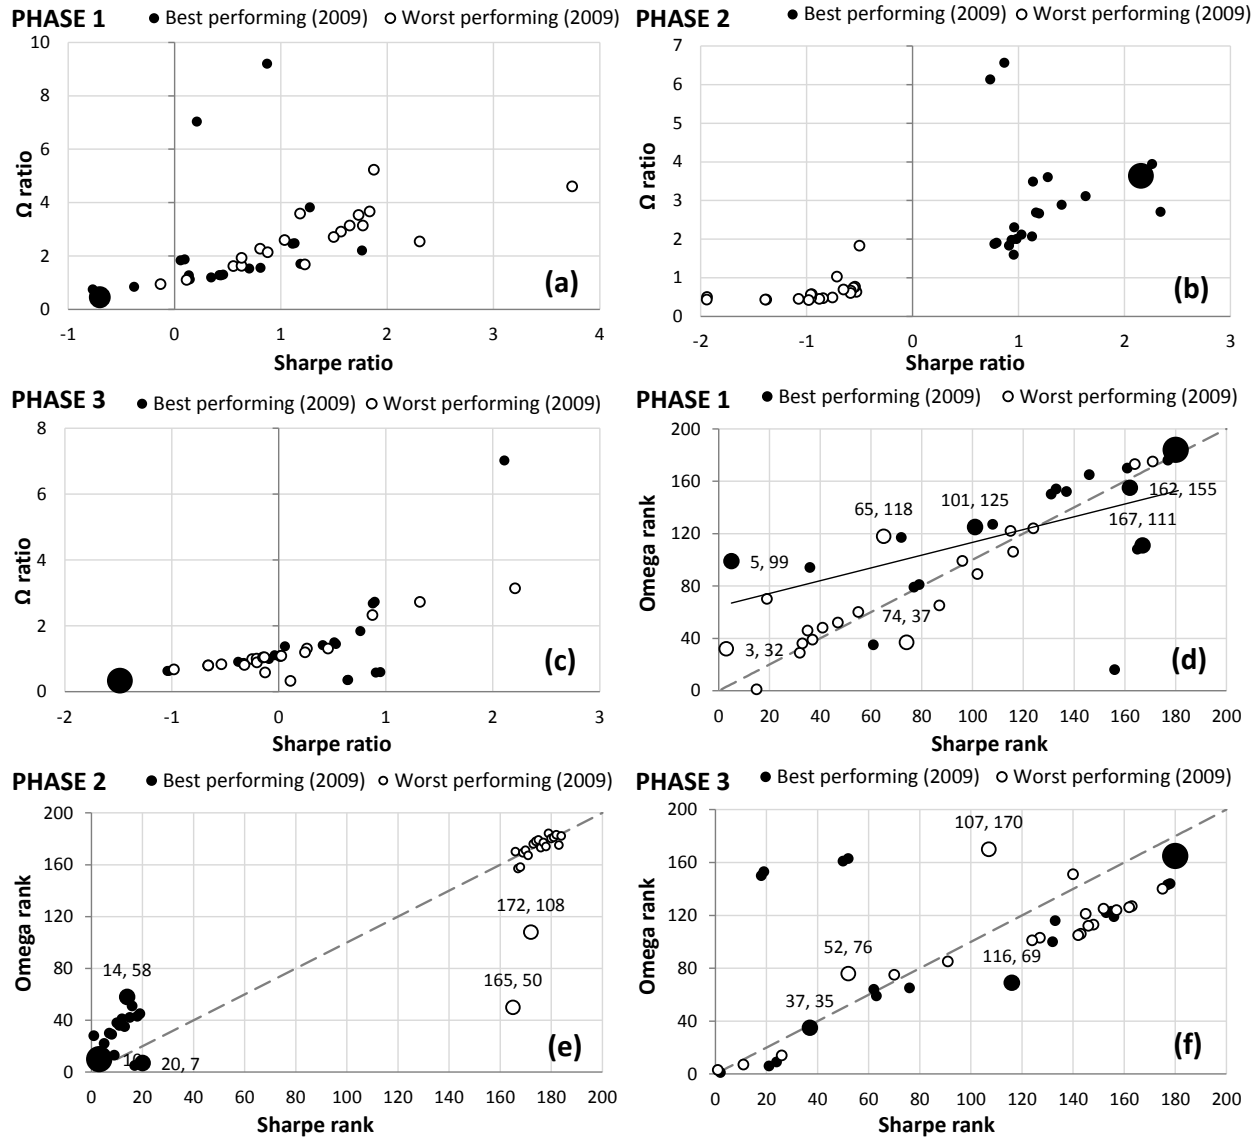 PHASE 1 Best performing (2009) Worst performing (2009)
10
8
6
4
2
0
-1 0 1 2 3 4
Ω ratio
Sharpe ratio
(a)
PHASE 2 Best performing (2009) Worst performing (2009)
7
6
5
4
3
2
1
0
-2 -1 0 1 2 3
Ω ratio
Sharpe ratio
(b)
PHASE 3 Best performing (2009) Worst performing (2009)
8
6
4
2
0
-2 -1 0 1 2 3
Ω ratio
Sharpe ratio
(c)
PHASE 1 Best performing (2009) Worst performing (2009)
200
160
120
80
40
0
0 20 40 60 80 100 120 140 160 180 200
Omega rank
Sharpe rank
65, 118
101, 125
162, 155
167, 111
5, 99
74, 37
3, 32
(d)
PHASE 2 Best performing (2009) Worst performing (2009)
200
160
120
80
40
0
0 20 40 60 80 100 120 140 160 180 200
Omega rank
Sharpe rank
172, 108
165, 50
14, 58
20, 7
(e)
PHASE 3 Best performing (2009) Worst performing (2009)
200
160
120
80
40
0
0 20 40 60 80 100 120 140 160 180 200
Omega rank
Sharpe rank
107, 170
52, 76
116, 69
37, 35
(f)